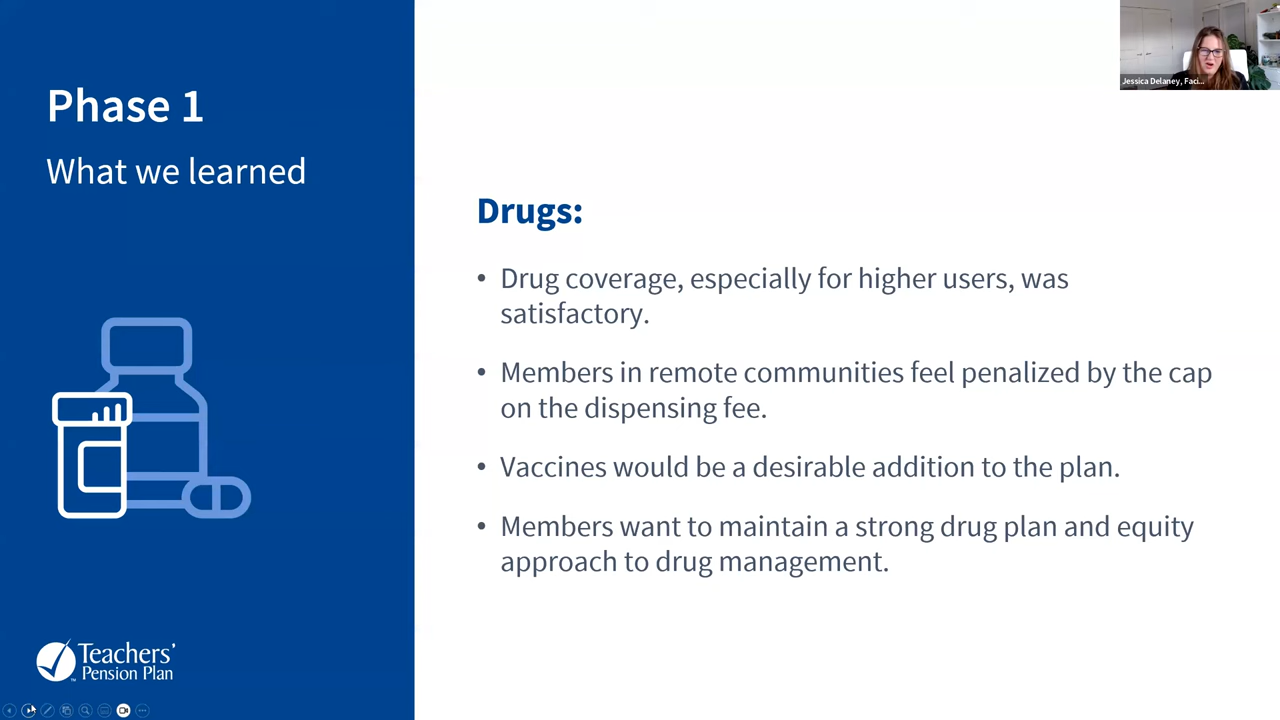 Phase 1
What we learned
Drugs:
• Drug coverage, especially for higher users, was
satisfactory.
• Members in remote communities feel penalized by the cap
on the dispensing fee.
• Vaccines would be a desirable addition to the plan.
• Members want to maintain a strong drug plan and equity
approach to drug management.
Teachers'
Pension Plan
Jessica Delaney, Faci...